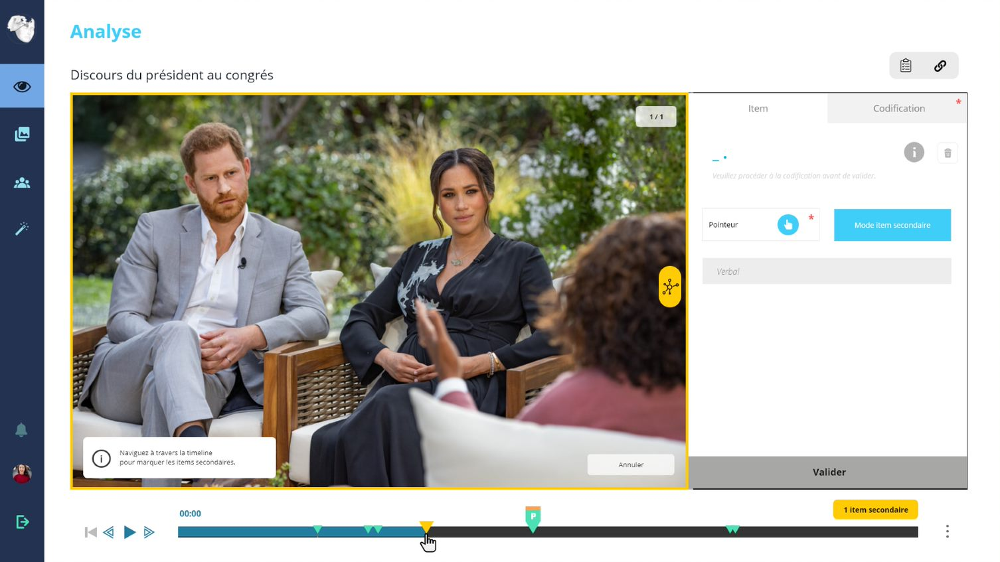 Analyse
Discours du président au congrés
1 / 1
Item
Codification *
_ .
Veuillez procéder à la codification avant de valider.
Pointeur *
Mode item secondaire
Verbal
Naviguez à travers la timeline
pour marquer les items secondaires.
Annuler
Valider
00:00
P
1 item secondaire